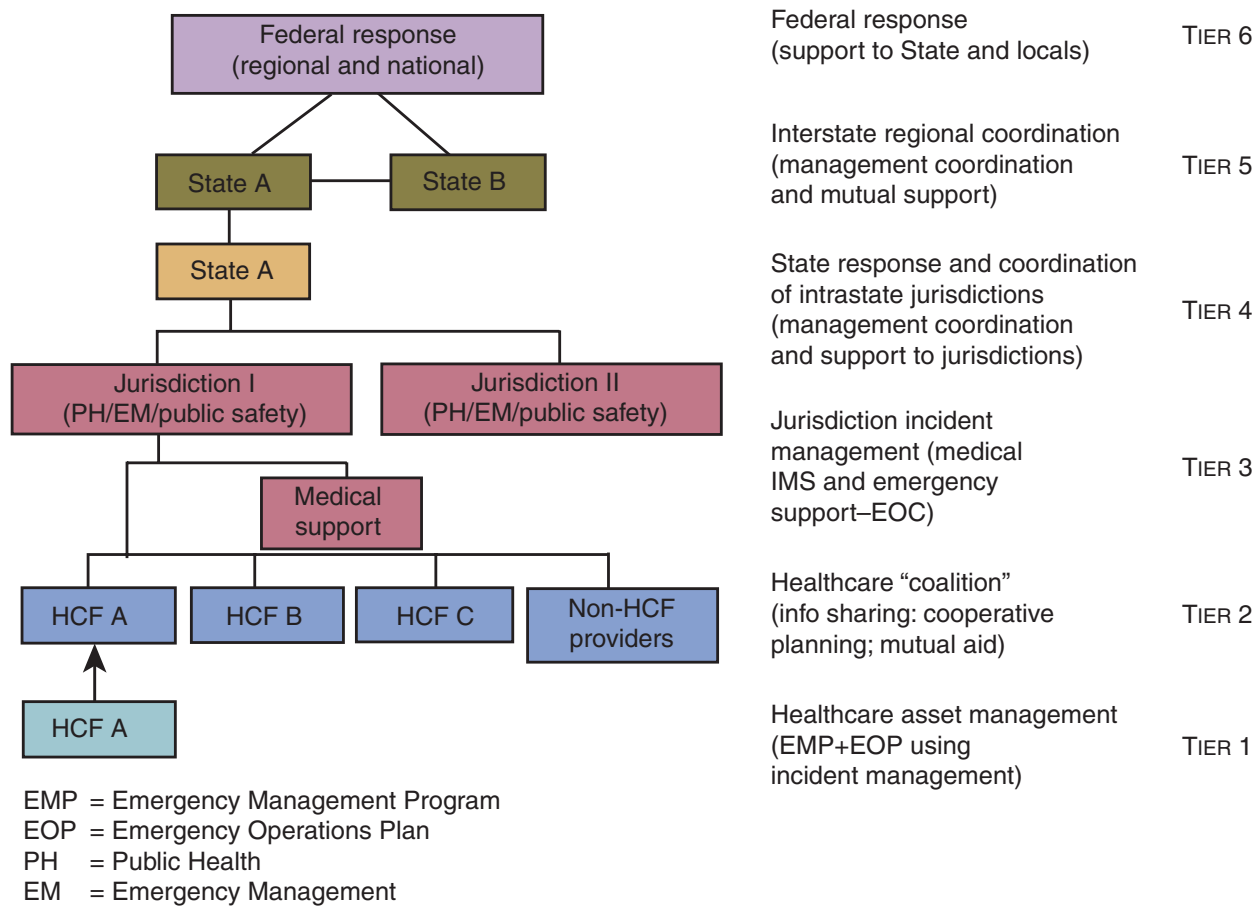 Federal response
(regional and national)
Federal response
(support to State and locals)
TIER 6
State A
State B
Interstate regional coordination
(management coordination
and mutual support)
TIER 5
State A
State response and coordination
of intrastate jurisdictions
(management coordination
and support to jurisdictions)
TIER 4
Jurisdiction I
(PH/EM/public safety)
Jurisdiction II
(PH/EM/public safety)
Medical
support
Jurisdiction incident
management (medical
IMS and emergency
support–EOC)
TIER 3
HCF A
HCF B
HCF C
Non-HCF
providers
Healthcare “coalition”
(info sharing: cooperative
planning; mutual aid)
TIER 2
HCF A
Healthcare asset management
(EMP+EOP using
incident management)
TIER 1
EMP = Emergency Management Program
EOP = Emergency Operations Plan
PH = Public Health
EM = Emergency Management